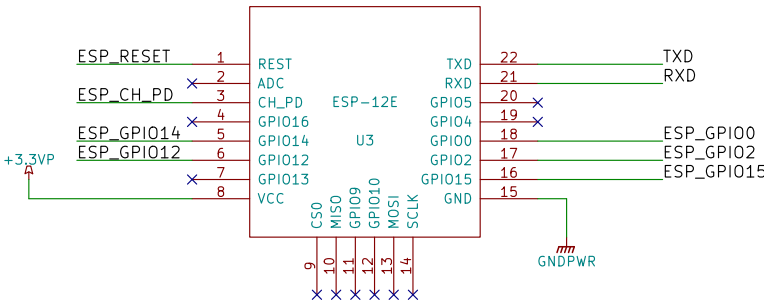 ESP_RESET 1 REST TXD 22 TXD
2 ADC RXD 21 RXD
ESP_CH_PD 3 CH_PD ESP-12E GPIO5 20
4 GPIO16 GPIO4 19
ESP_GPIO14 5 GPIO14 U3 GPIO0 18 ESP_GPIO0
ESP_GPIO12 6 GPIO12 GPIO2 17 ESP_GPIO2
+3.3VP 7 GPIO13 GPIO15 16 ESP_GPIO15
8 VCC GND 15
CS0 MISO GPIO9 GPIO10 MOSI SCLK
9 10 11 12 13 14
GNDPWR